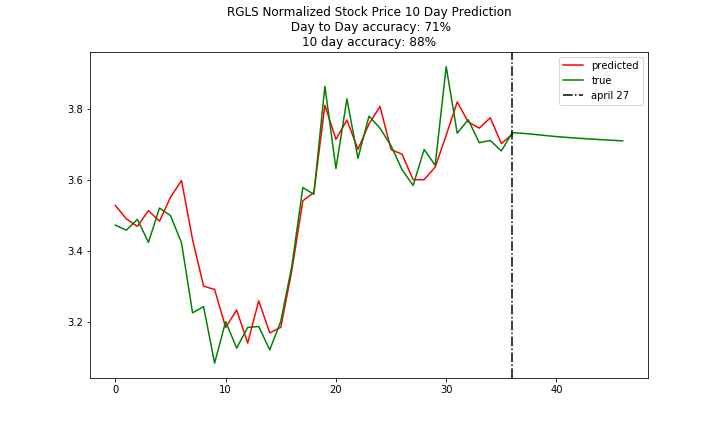 RGLS Normalized Stock Price 10 Day Prediction
Day to Day accuracy: 71%
10 day accuracy: 88%
predicted
true
april 27
3.8
3.6
3.4
3.2
0 10 20 30 40